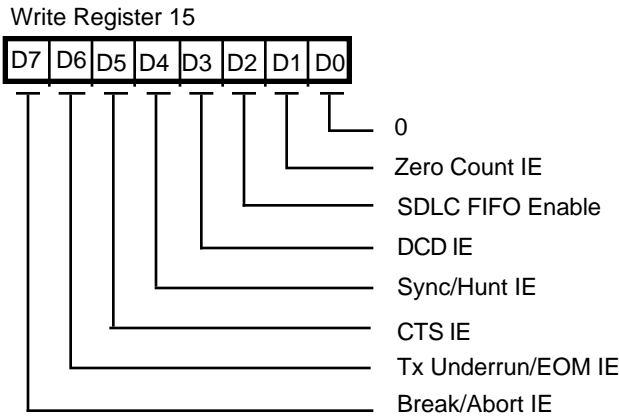 Write Register 15
D7 D6 D5 D4 D3 D2 D1 D0
0
Zero Count IE
SDLC FIFO Enable
DCD IE
Sync/Hunt IE
CTS IE
Tx Underrun/EOM IE
Break/Abort IE